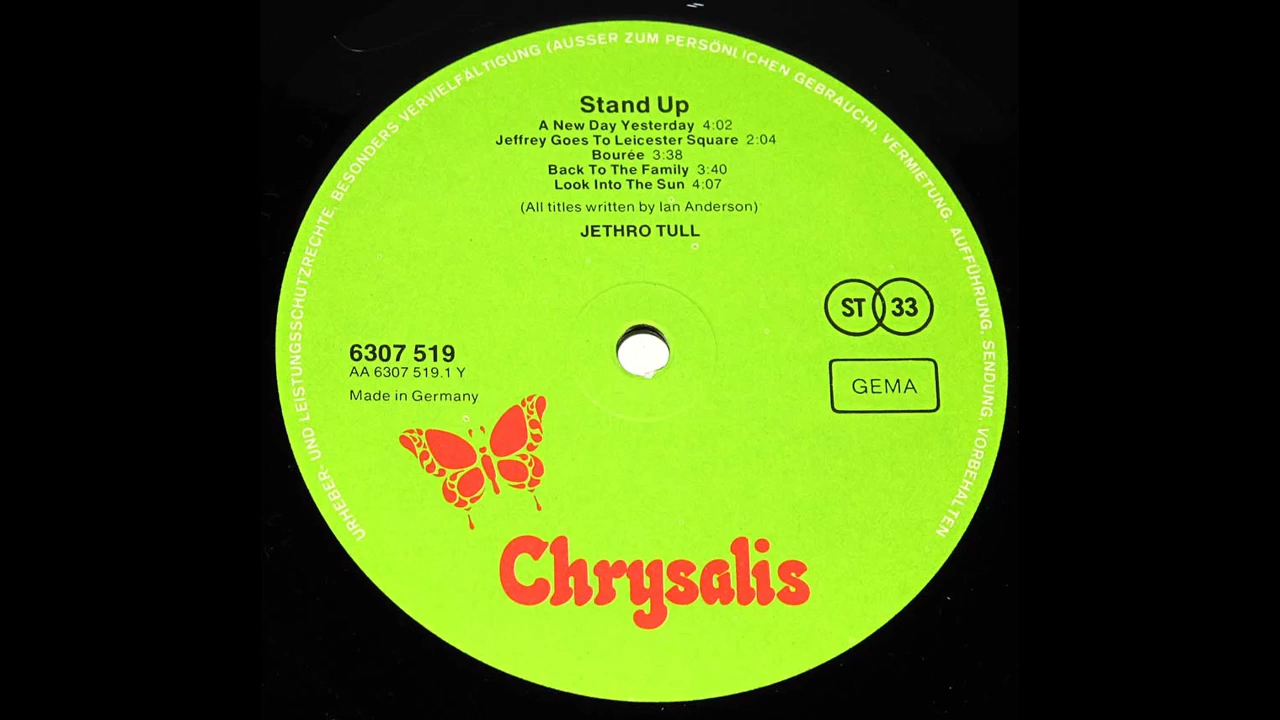 URHEBER- UND LEISTUNGSSCHUTZRECHTE, BESONDERS VERVIELFÄLTIGUNG (AUSSER ZUM PERSÖNLICHEN GEBRAUCH), VERMIETUNG, AUFFÜHRUNG, SENDUNG, VORBEHALTEN
Stand Up
A New Day Yesterday 4:02
Jeffrey Goes To Leicester Square 2:04
Bourée 3:38
Back To The Family 3:40
Look Into The Sun 4:07
(All titles written by Ian Anderson)
JETHRO TULL
ST 33
6307 519
AA 6307 519.1 Y
Made in Germany
GEMA
Chrysalis